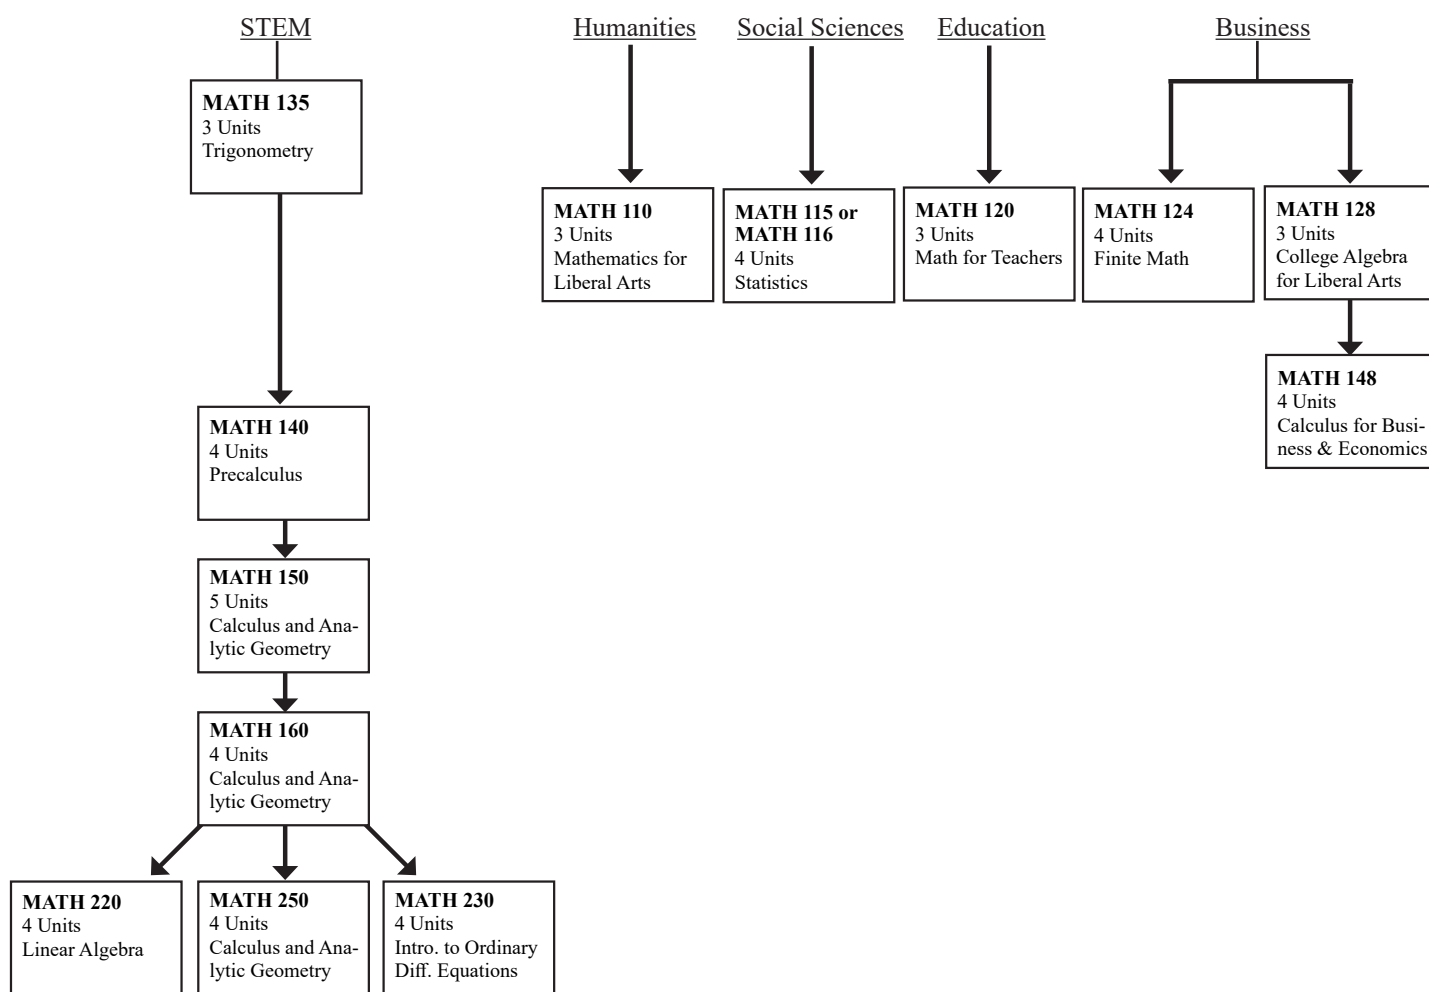 STEM
Humanities
Social Sciences
Education
Business
MATH 135
3 Units
Trigonometry
MATH 110
3 Units
Mathematics for
Liberal Arts
MATH 115 or
MATH 116
4 Units
Statistics
MATH 120
3 Units
Math for Teachers
MATH 124
4 Units
Finite Math
MATH 128
3 Units
College Algebra
for Liberal Arts
MATH 148
4 Units
Calculus for Busi-
ness & Economics
MATH 140
4 Units
Precalculus
MATH 150
5 Units
Calculus and Ana-
lytic Geometry
MATH 160
4 Units
Calculus and Ana-
lytic Geometry
MATH 220
4 Units
Linear Algebra
MATH 250
4 Units
Calculus and Ana-
lytic Geometry
MATH 230
4 Units
Intro. to Ordinary
Diff. Equations